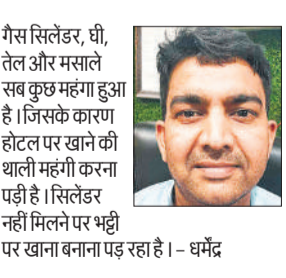 गैस सिलेंडर, घी,
तेल और मसाले
सब कुछ महंगा हुआ
है। जिसके कारण
होटल पर खाने की
थाली महंगी करना
पड़ी है। सिलेंडर
नहीं मिलने पर भट्टी
पर खाना बनाना पड़ रहा है। – धर्मेंद्र